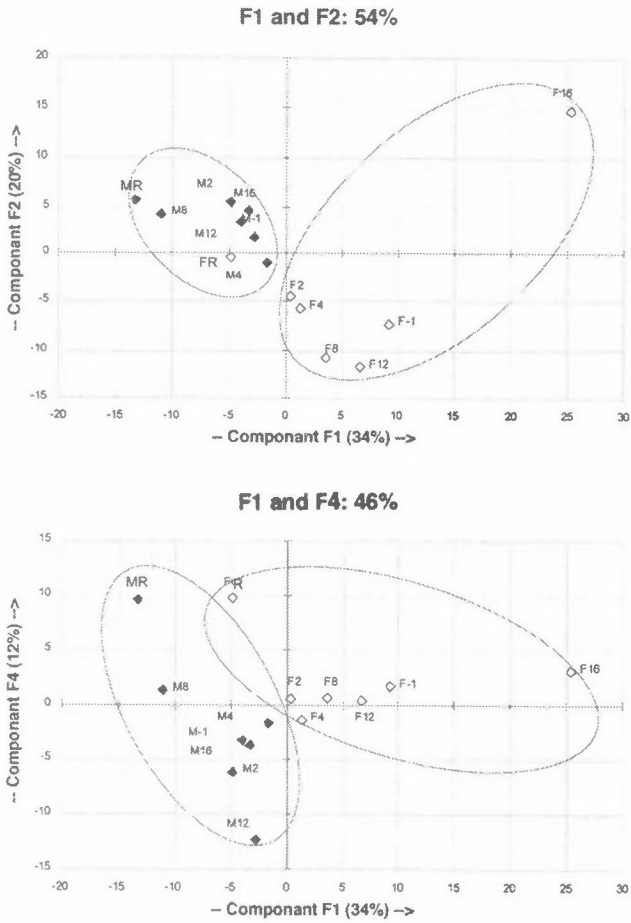 F1 and F2: 54%
20
15
10
5
0
-5
-10
-15
-- Componant F2 (20%) -->
F16
MR
M2
M16
M8
M-1
M12
FR
M4
F2
F4
F-1
F8
F12
-20 -15 -10 -5 0 5 10 15 20 25 30
-- Componant F1 (34%) -->
F1 and F4: 46%
15
10
5
0
-5
-10
-15
-- Componant F4 (12%) -->
MR
M8
F2
F8
F-1
F16
M4
F4
F12
M-1
M16
M2
M12
-20 -15 -10 -5 0 5 10 15 20 25 30
-- Componant F1 (34%) -->